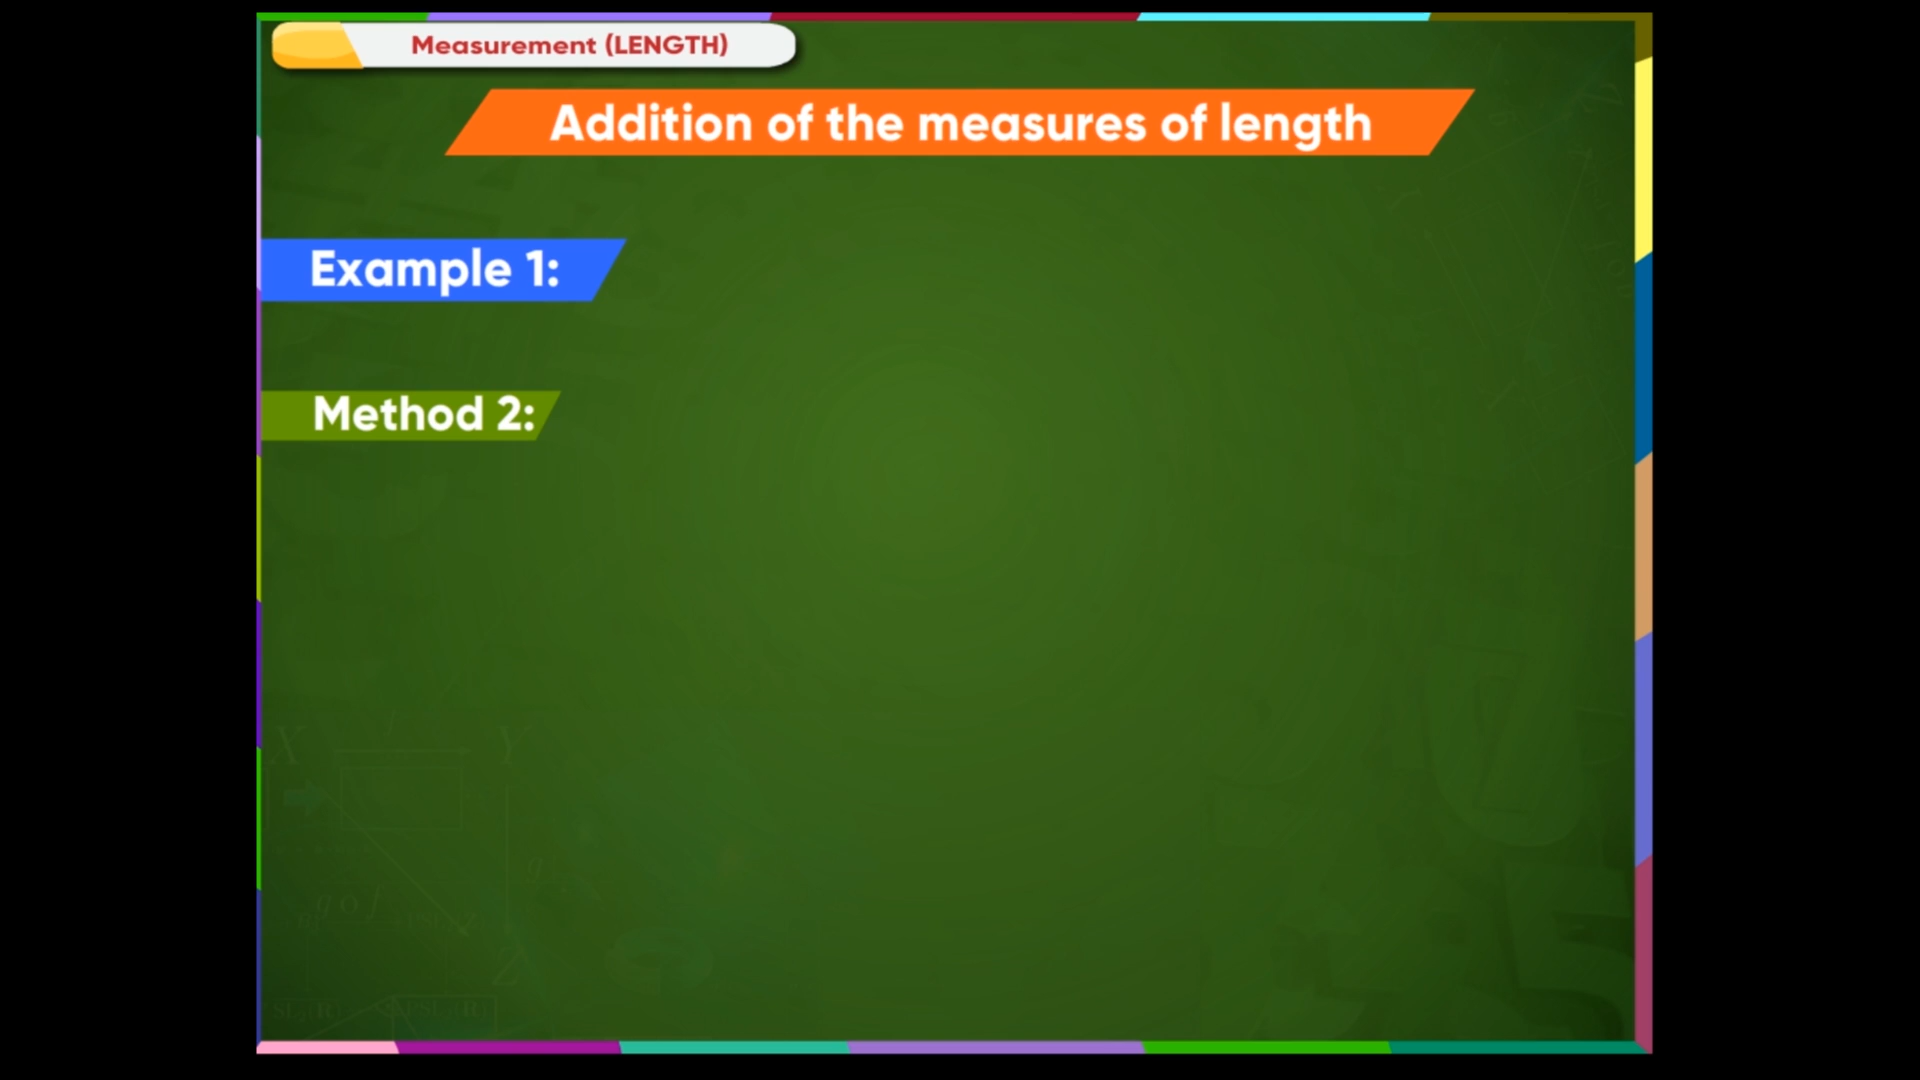 Measurement (LENGTH)
Addition of the measures of length
Example 1:
Method 2:
X
Y
Z